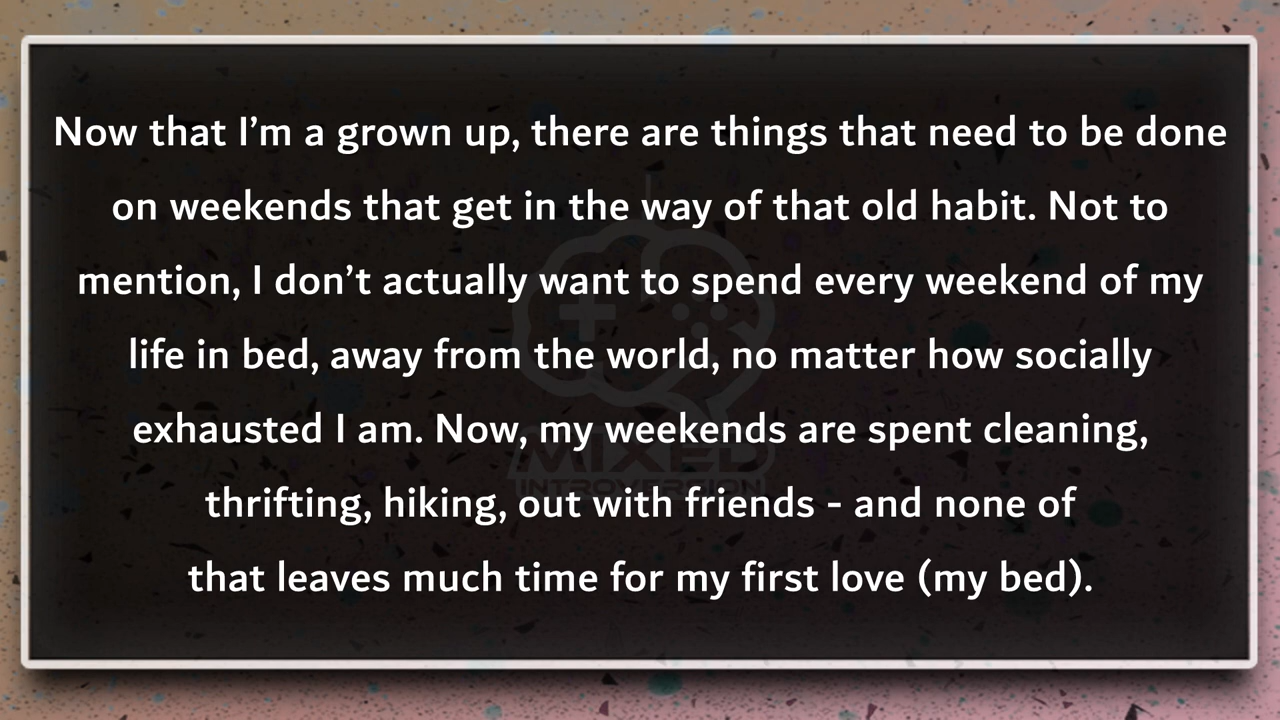 Now that I’m a grown up, there are things that need to be done
on weekends that get in the way of that old habit. Not to
mention, I don’t actually want to spend every weekend of my
life in bed, away from the world, no matter how socially
exhausted I am. Now, my weekends are spent cleaning,
thrifting, hiking, out with friends - and none of
that leaves much time for my first love (my bed).
MIXED
INTROVERSION